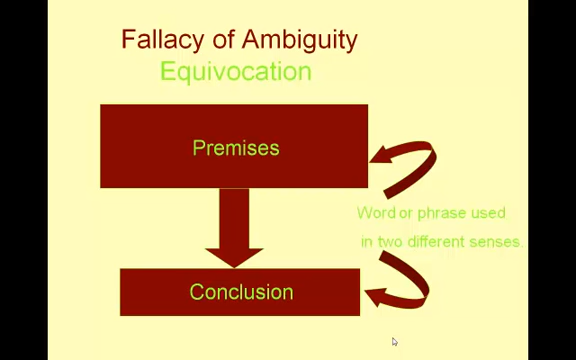 Fallacy of Ambiguity
Equivocation
Premises
Word or phrase used
in two different senses.
Conclusion